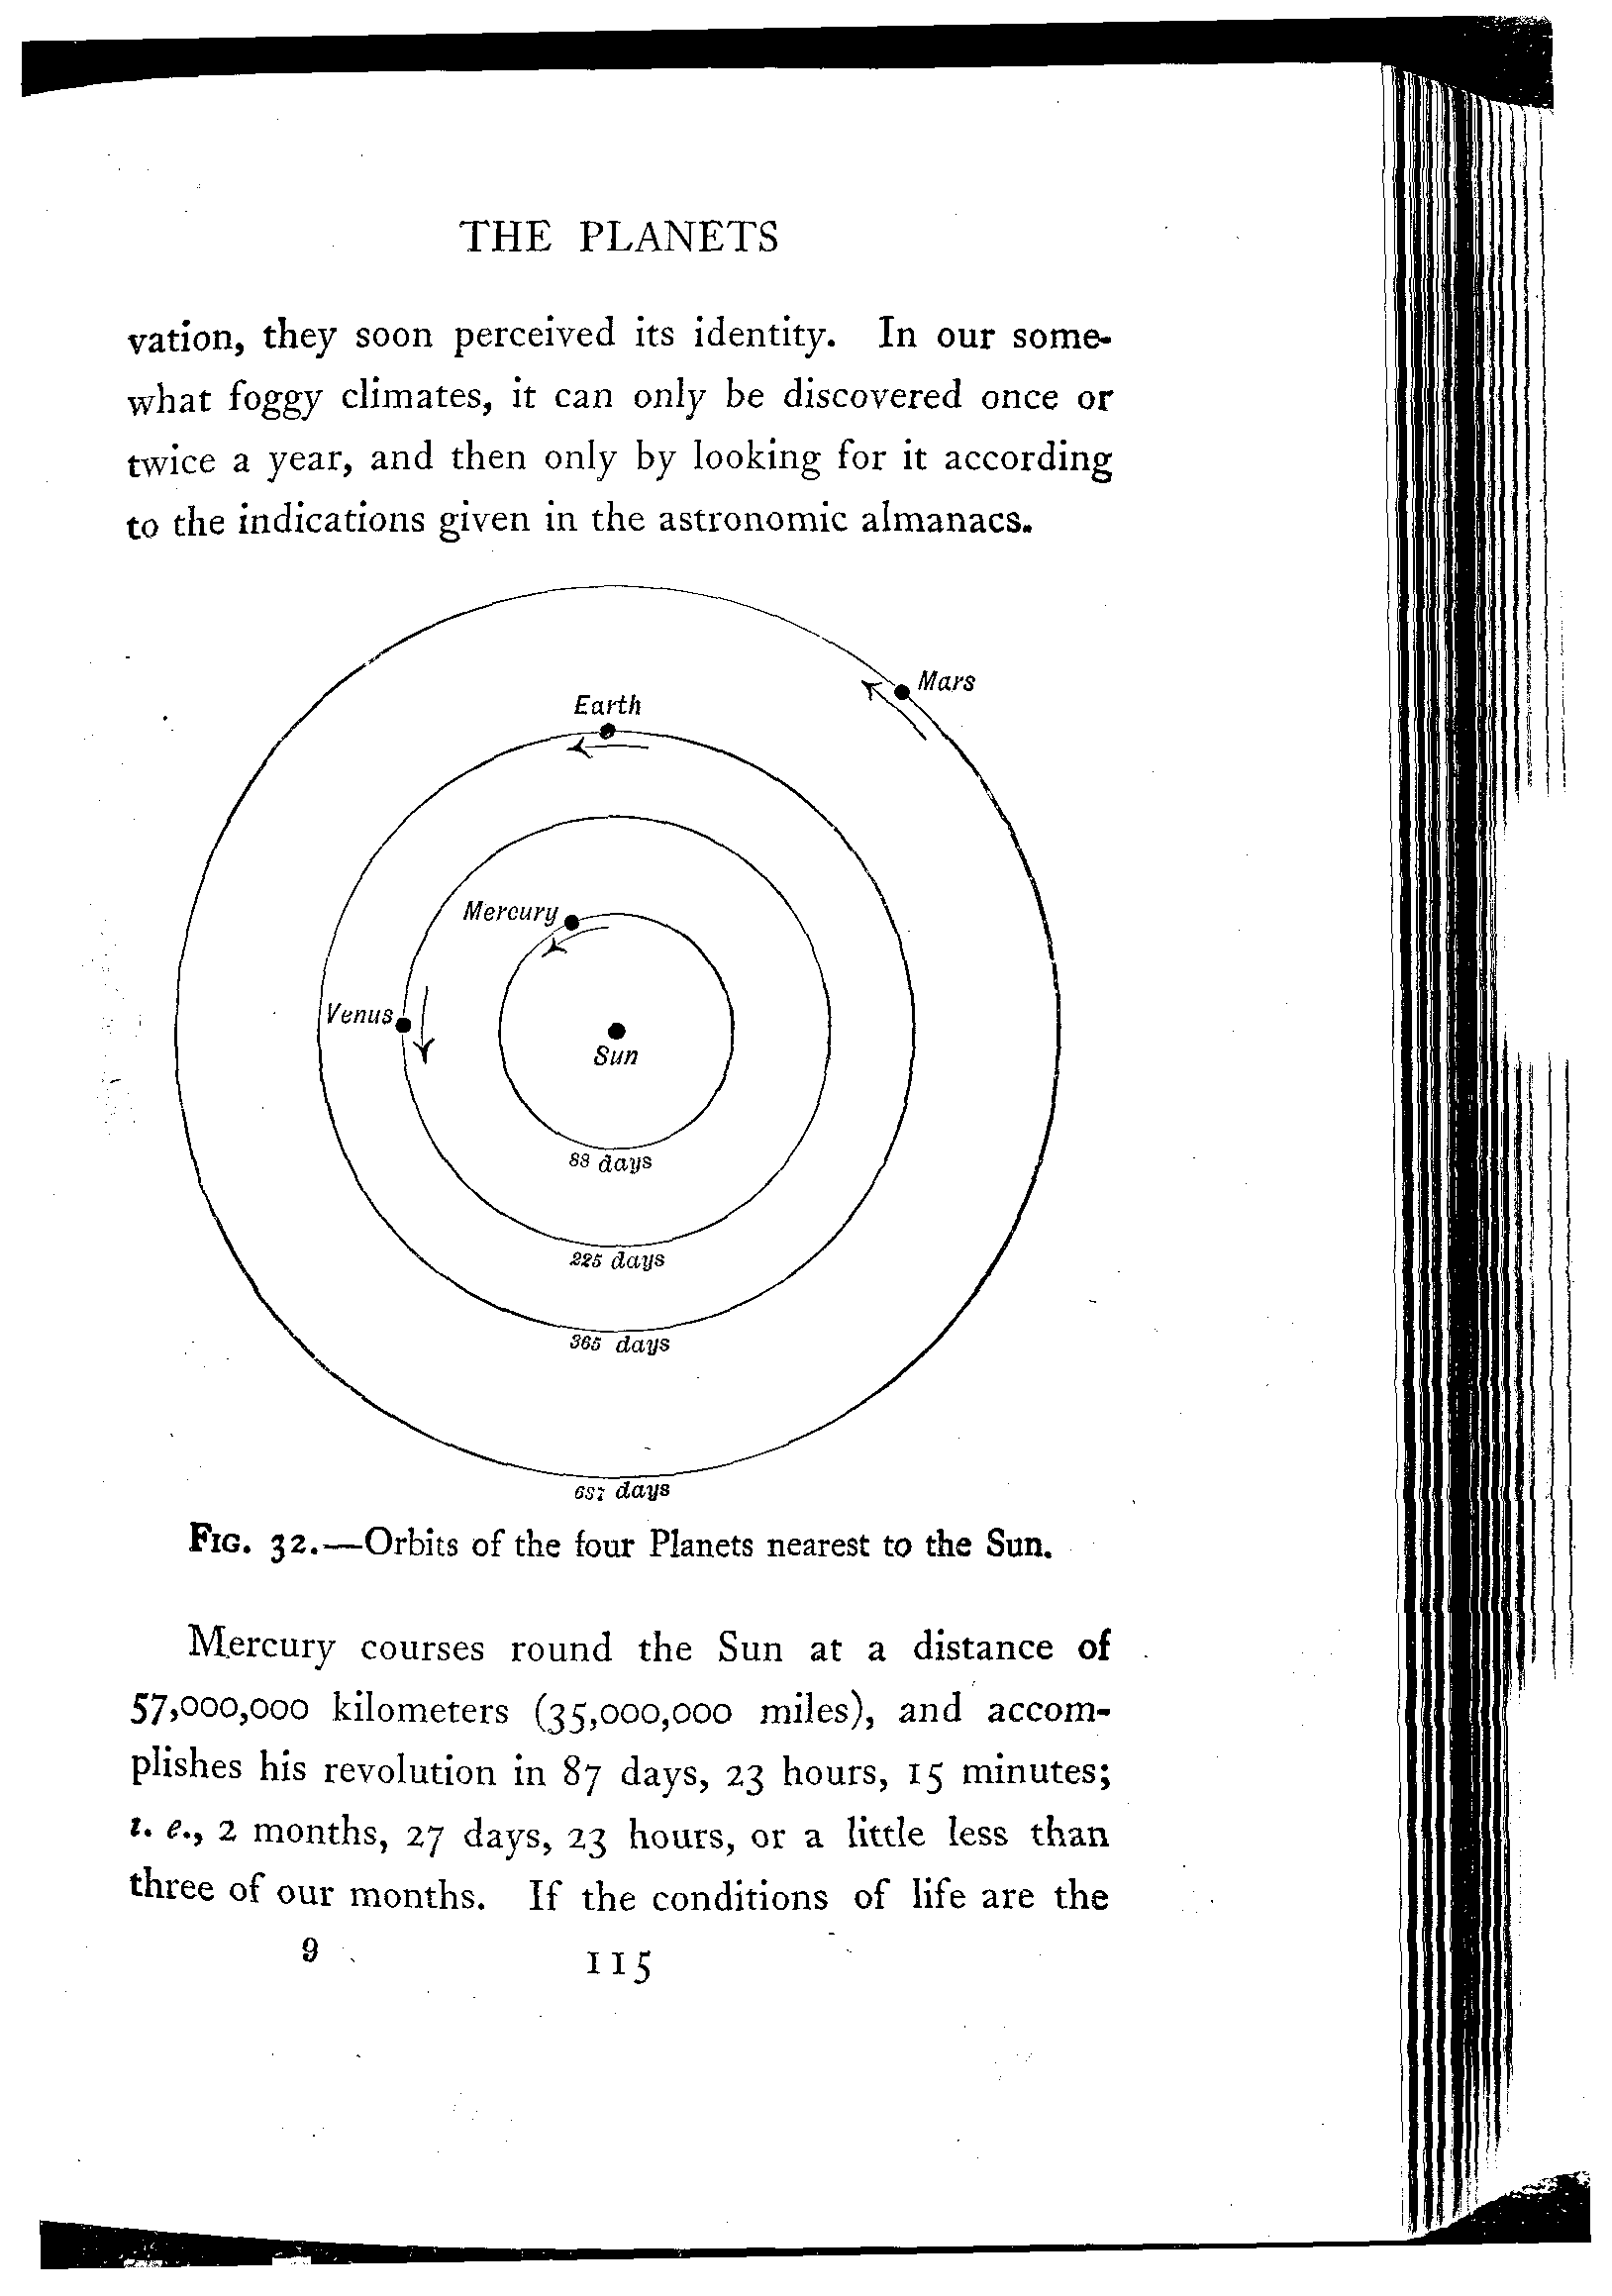 THE PLANETS
vation, they soon perceived its identity. In our some-
what foggy climates, it can only be discovered once or
twice a year, and then only by looking for it according
to the indications given in the astronomic almanacs.
Mars
Earth
Mercury
Venus
Sun
88 days
225 days
365 days
687 days
FIG. 32.—Orbits of the four Planets nearest to the Sun.
Mercury courses round the Sun at a distance of
57,000,000 kilometers (35,000,000 miles), and accom-
plishes his revolution in 87 days, 23 hours, 15 minutes;
i. e., 2 months, 27 days, 23 hours, or a little less than
three of our months. If the conditions of life are the
9 115